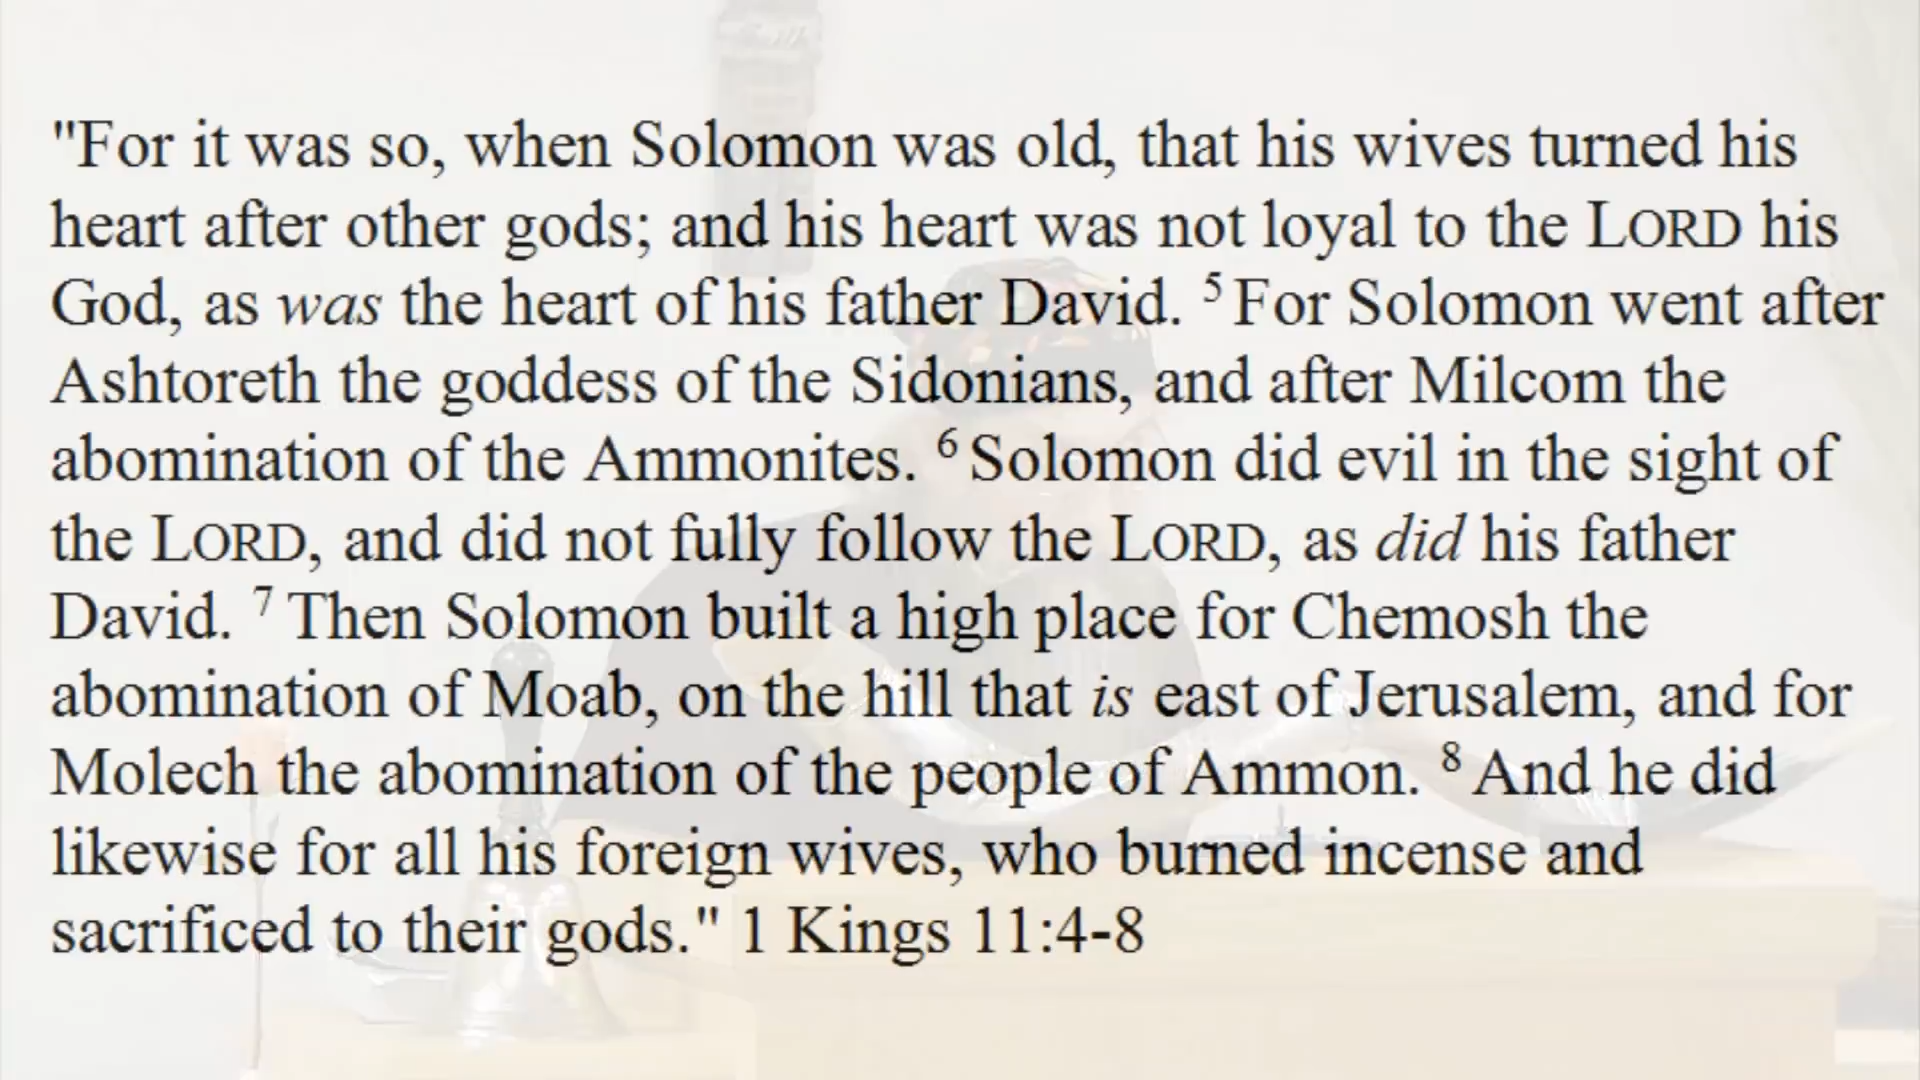 "For it was so, when Solomon was old, that his wives turned his
heart after other gods; and his heart was not loyal to the LORD his
God, as was the heart of his father David. ⁵ For Solomon went after
Ashtoreth the goddess of the Sidonians, and after Milcom the
abomination of the Ammonites. ⁶ Solomon did evil in the sight of
the LORD, and did not fully follow the LORD, as did his father
David. ⁷ Then Solomon built a high place for Chemosh the
abomination of Moab, on the hill that is east of Jerusalem, and for
Molech the abomination of the people of Ammon. ⁸ And he did
likewise for all his foreign wives, who burned incense and
sacrificed to their gods." 1 Kings 11:4-8